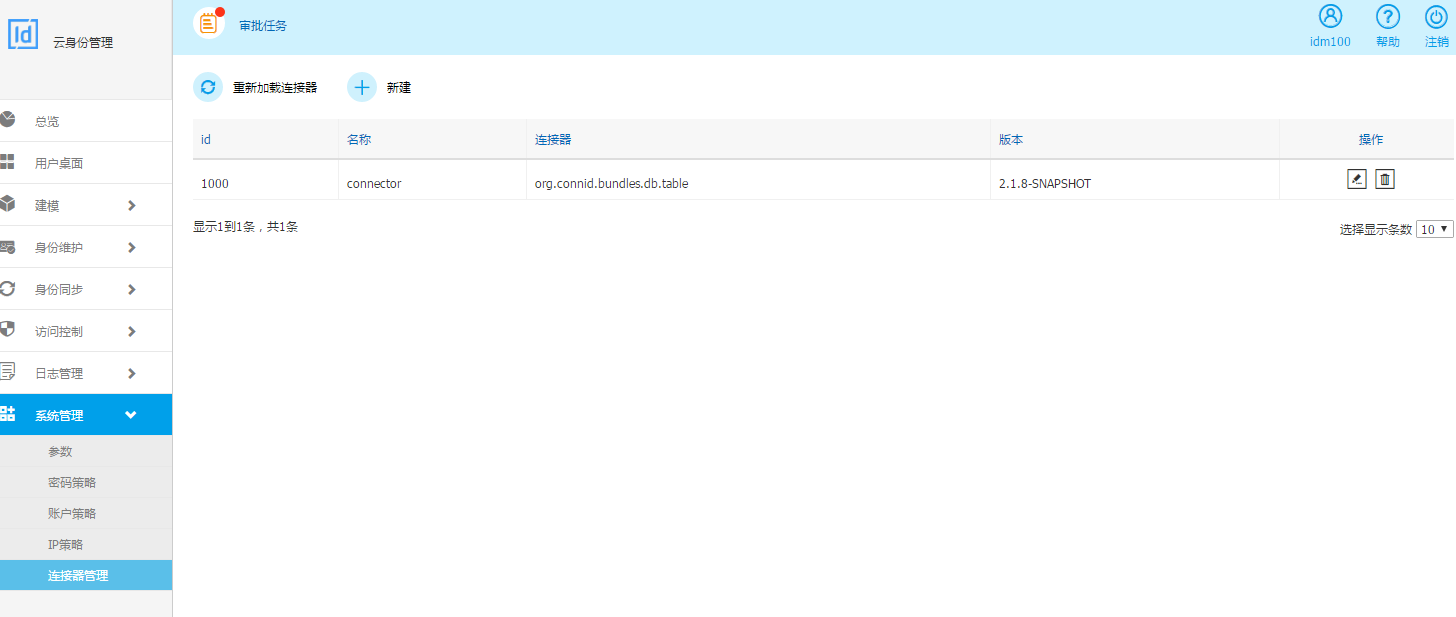 Id
云身份管理
审批任务
idm100
帮助
注销
总览
用户桌面
建模
身份维护
身份同步
访问控制
日志管理
系统管理
参数
密码策略
账户策略
IP策略
连接器管理
重新加载连接器
新建
id 名称 连接器 版本 操作
1000 connector org.connid.bundles.db.table 2.1.8-SNAPSHOT
显示1到1条，共1条
选择显示条数 10